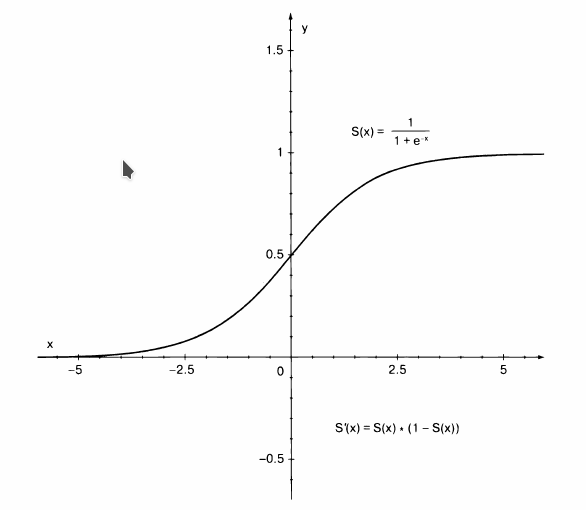 y
1.5
S(x) = 1 / (1 + e⁻ˣ)
1
0.5
x
−5
−2.5
0
2.5
5
S'(x) = S(x) * (1 − S(x))
−0.5